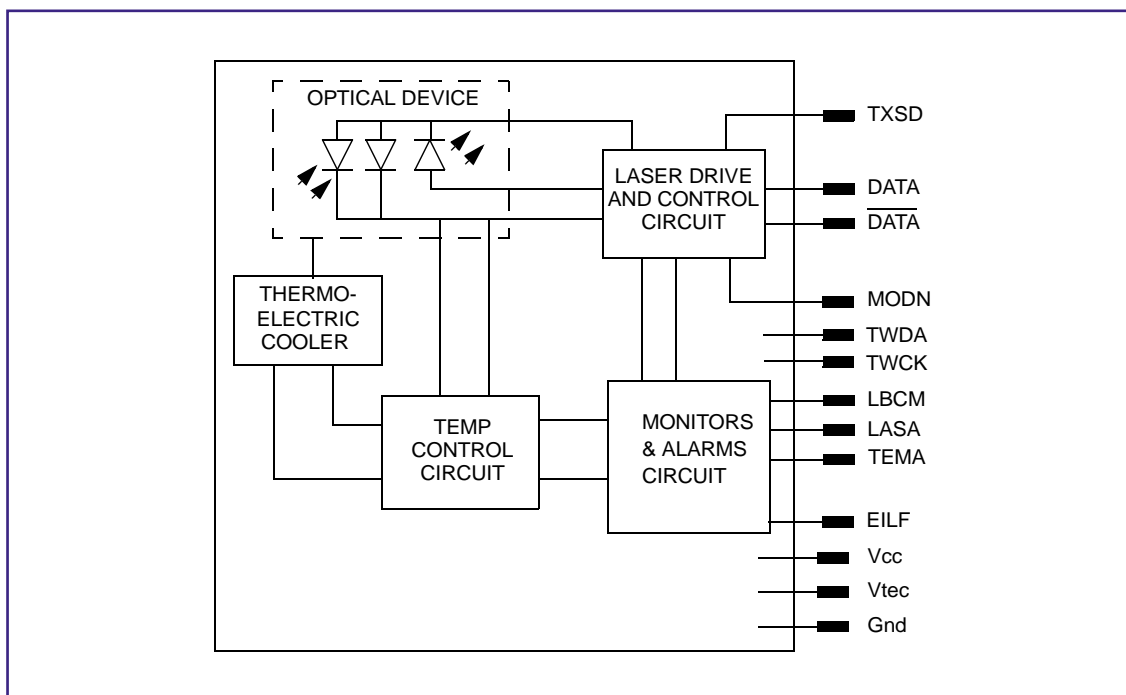 OPTICAL DEVICE
TXSD
LASER DRIVE
AND CONTROL
CIRCUIT
DATA
DATA
THERMO-
ELECTRIC
COOLER
MODN
TWDA
TWCK
TEMP
CONTROL
CIRCUIT
MONITORS
& ALARMS
CIRCUIT
LBCM
LASA
TEMA
EILF
Vcc
Vtec
Gnd